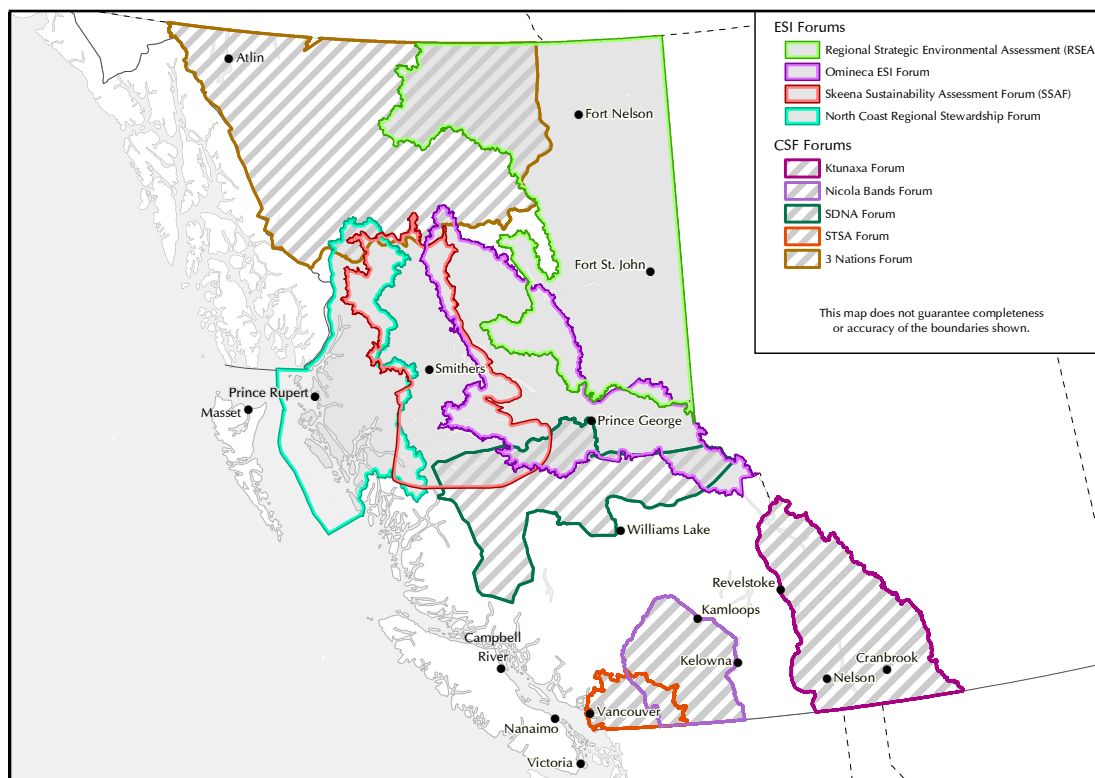 ESI Forums
Regional Strategic Environmental Assessment (RSEA
Omineca ESI Forum
Skeena Sustainability Assessment Forum (SSAF)
North Coast Regional Stewardship Forum
CSF Forums
Ktunaxa Forum
Nicola Bands Forum
SDNA Forum
STSA Forum
3 Nations Forum
This map does not guarantee completeness
or accuracy of the boundaries shown.
Atlin
Fort Nelson
Fort St. John
Smithers
Prince Rupert
Masset
Prince George
Williams Lake
Revelstoke
Kamloops
Campbell
River
Kelowna
Cranbrook
Nelson
Vancouver
Nanaimo
Victoria